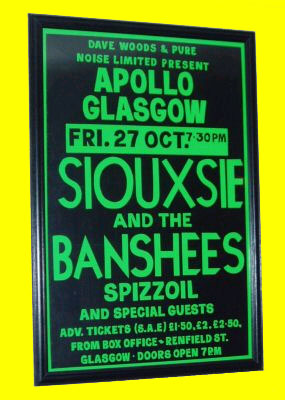 DAVE WOODS & PURE
NOISE LIMITED PRESENT
APOLLO
GLASGOW
FRI. 27 OCT. 7·30PM
SIOUXSIE
AND THE
BANSHEES
SPIZZOIL
AND SPECIAL GUESTS
ADV. TICKETS (S.A.E) £1·50, £2, £2·50,
FROM BOX OFFICE - RENFIELD ST.
GLASGOW · DOORS OPEN 7PM